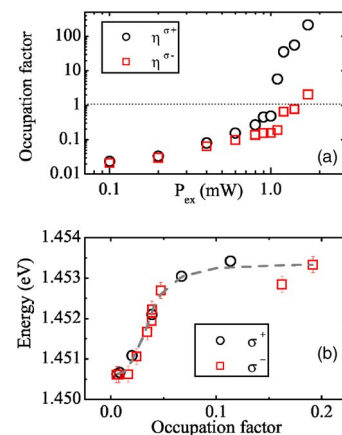 100
10
1
0.1
0.01
Occupation factor
η^σ+
η^σ-
(a)
0.1
1.0
P_ex (mW)
1.454
1.453
1.452
1.451
1.450
Energy (eV)
σ^+
σ^-
(b)
0.0
0.1
0.2
Occupation factor